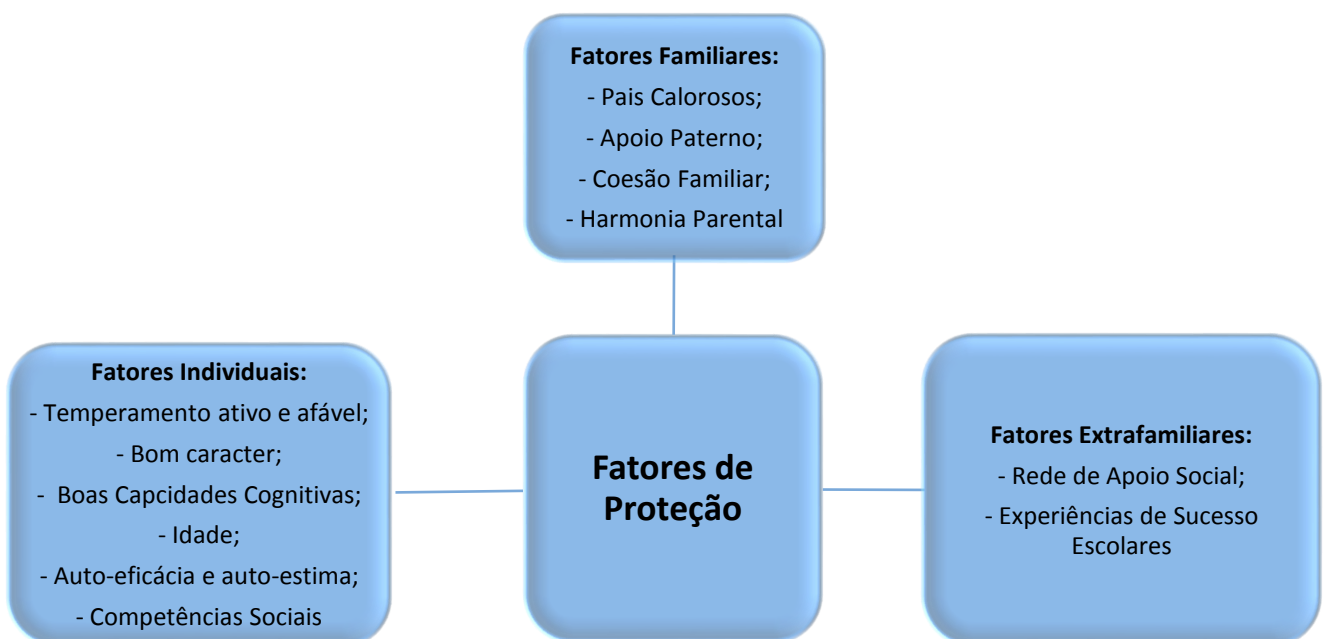 Fatores Familiares:
- Pais Calorosos;
- Apoio Paterno;
- Coesão Familiar;
- Harmonia Parental
Fatores Individuais:
- Temperamento ativo e afável;
- Bom caracter;
- Boas Capcidades Cognitivas;
- Idade;
- Auto-eficácia e auto-estima;
- Competências Sociais
Fatores de
Proteção
Fatores Extrafamiliares:
- Rede de Apoio Social;
- Experiências de Sucesso
Escolares